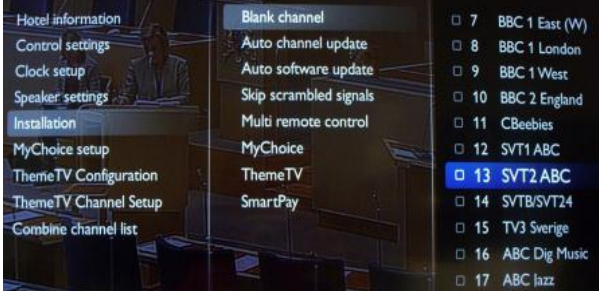 Hotel information
Control settings
Clock setup
Speaker settings
Installation
MyChoice setup
ThemeTV Configuration
ThemeTV Channel Setup
Combine channel list
Blank channel
Auto channel update
Auto software update
Skip scrambled signals
Multi remote control
MyChoice
ThemeTV
SmartPay
7 BBC 1 East (W)
8 BBC 1 London
9 BBC 1 West
10 BBC 2 England
11 CBeebies
12 SVT1 ABC
13 SVT2 ABC
14 SVTB/SVT24
15 TV3 Sverige
16 ABC Dig Music
17 ABC Jazz